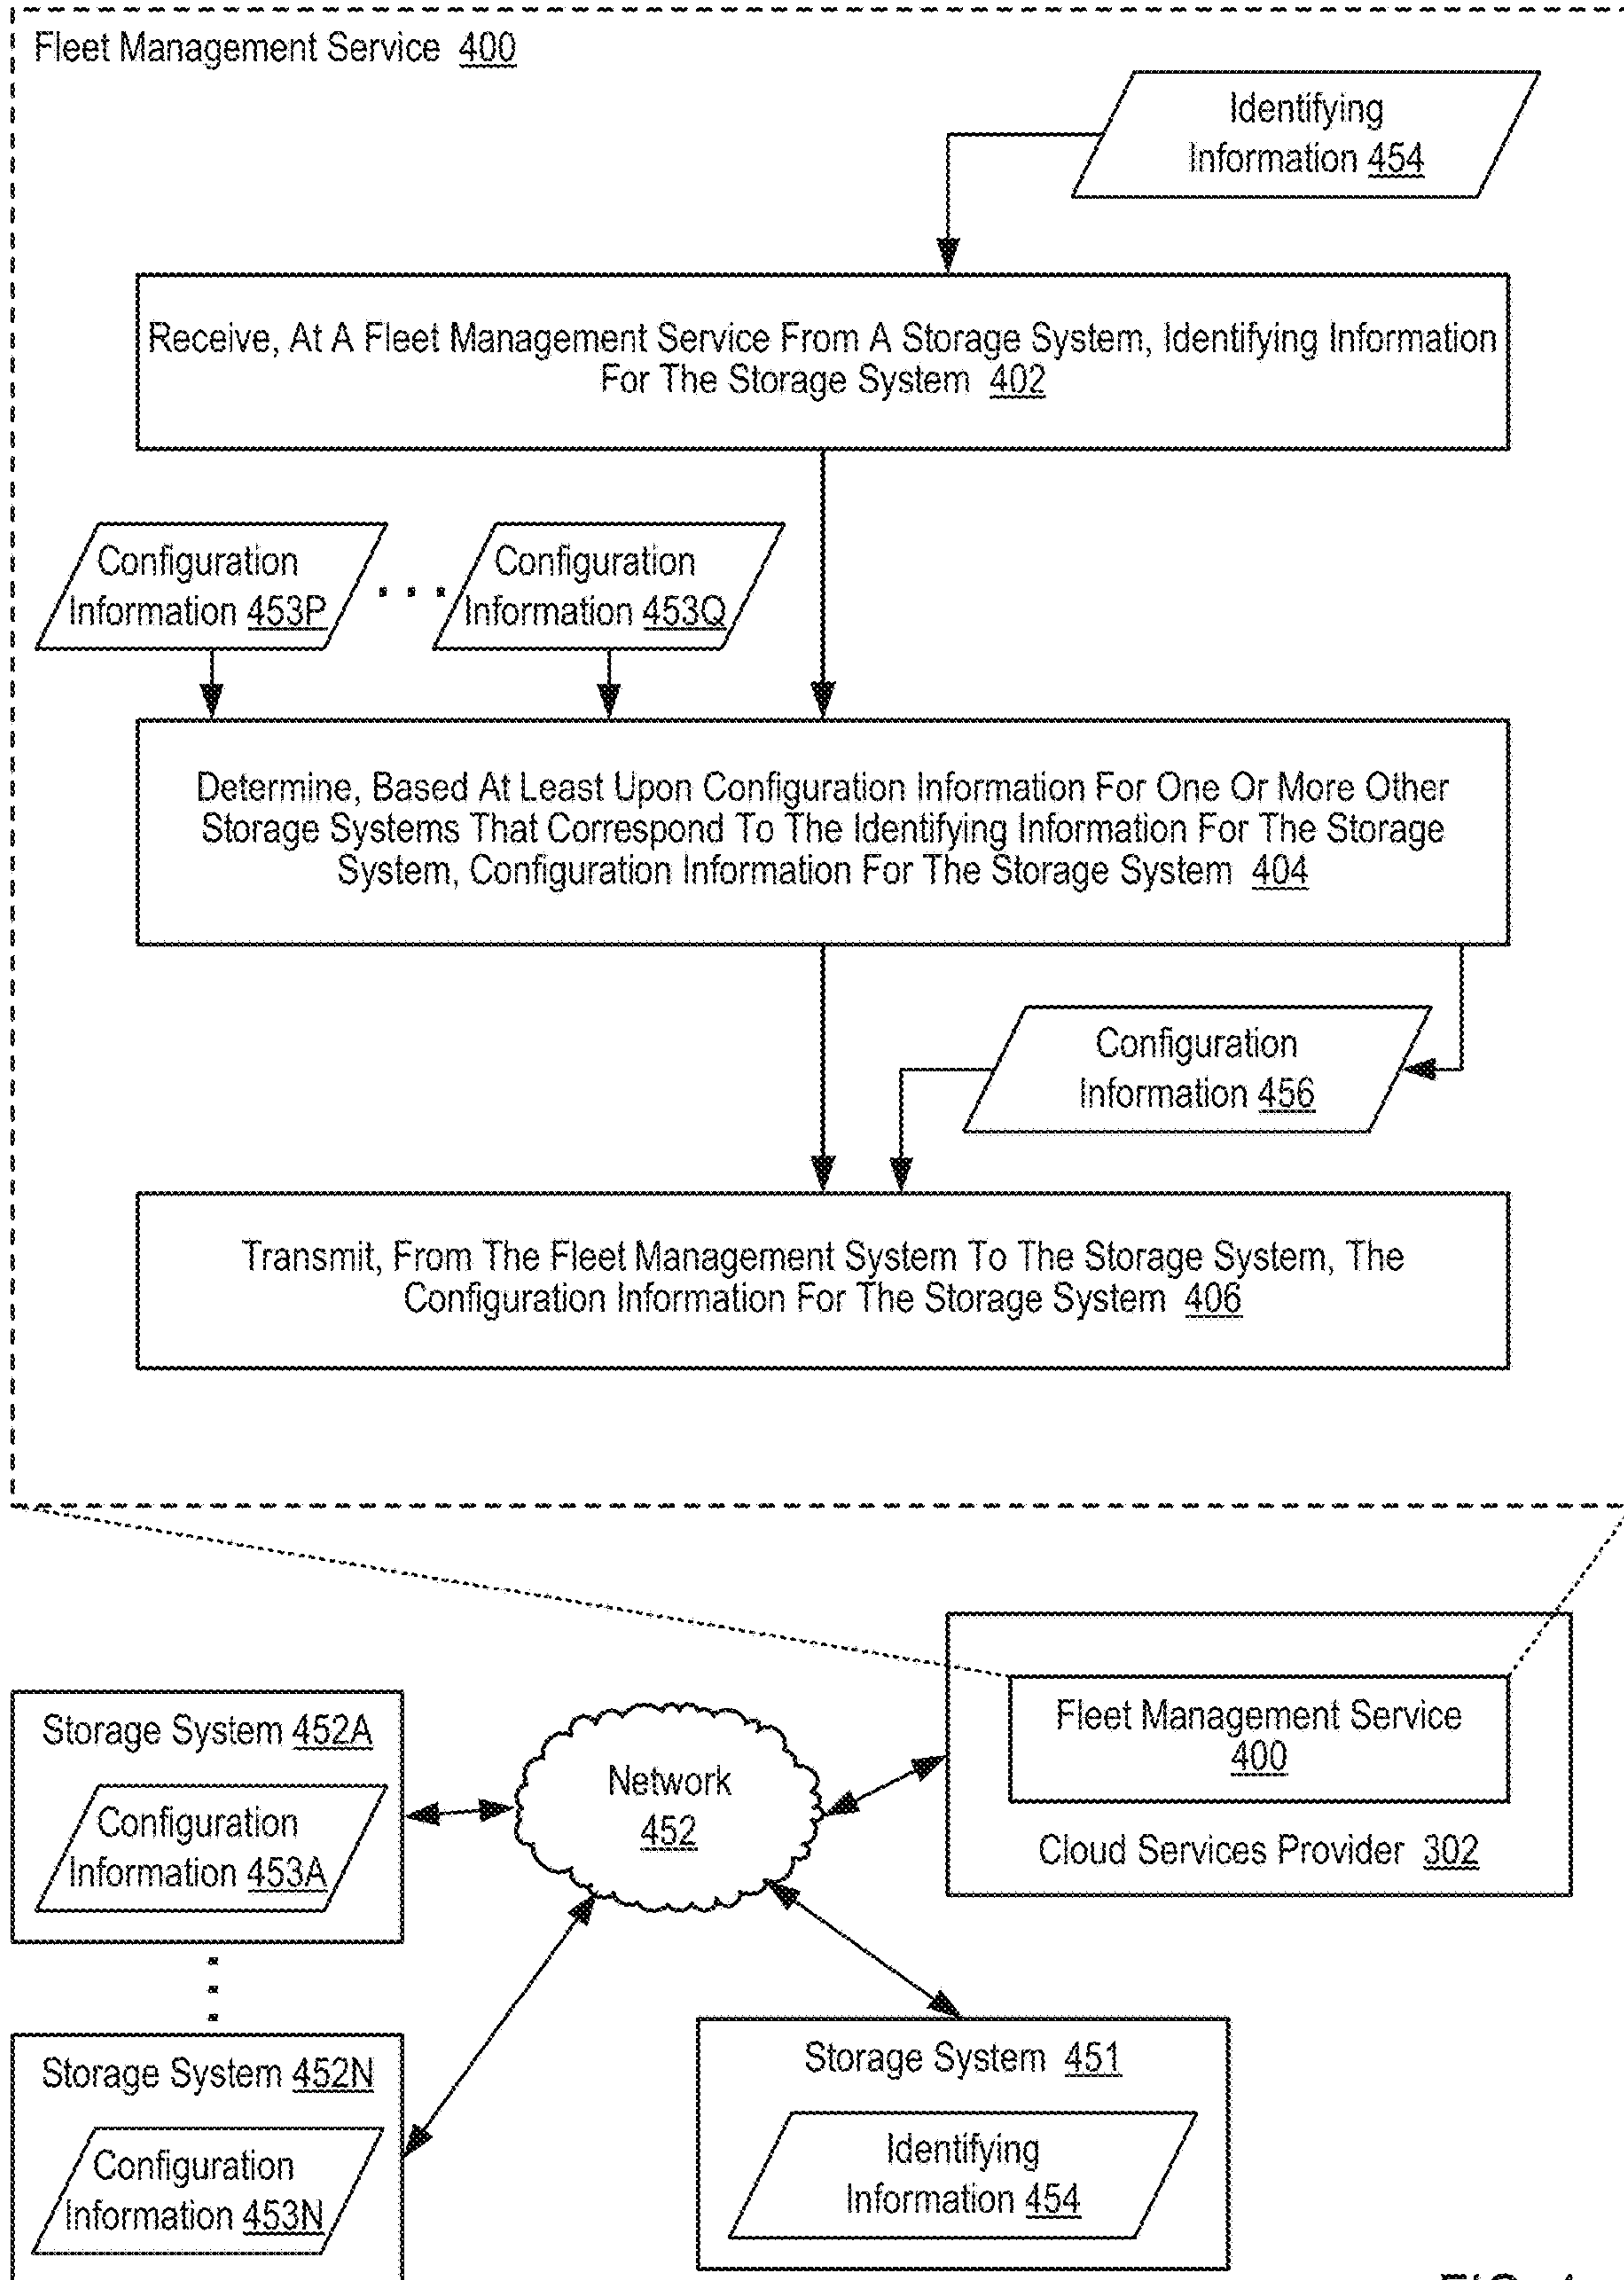 Fleet Management Service 400
Identifying
Information 454
Receive, At A Fleet Management Service From A Storage System, Identifying Information
For The Storage System 402
Configuration
Information 453P
. . .
Configuration
Information 453Q
Determine, Based At Least Upon Configuration Information For One Or More Other
Storage Systems That Correspond To The Identifying Information For The Storage
System, Configuration Information For The Storage System 404
Configuration
Information 456
Transmit, From The Fleet Management System To The Storage System, The
Configuration Information For The Storage System 406
Storage System 452A
Configuration
Information 453A
Network
452
Fleet Management Service
400
Cloud Services Provider 302
Storage System 452N
Configuration
Information 453N
Storage System 451
Identifying
Information 454